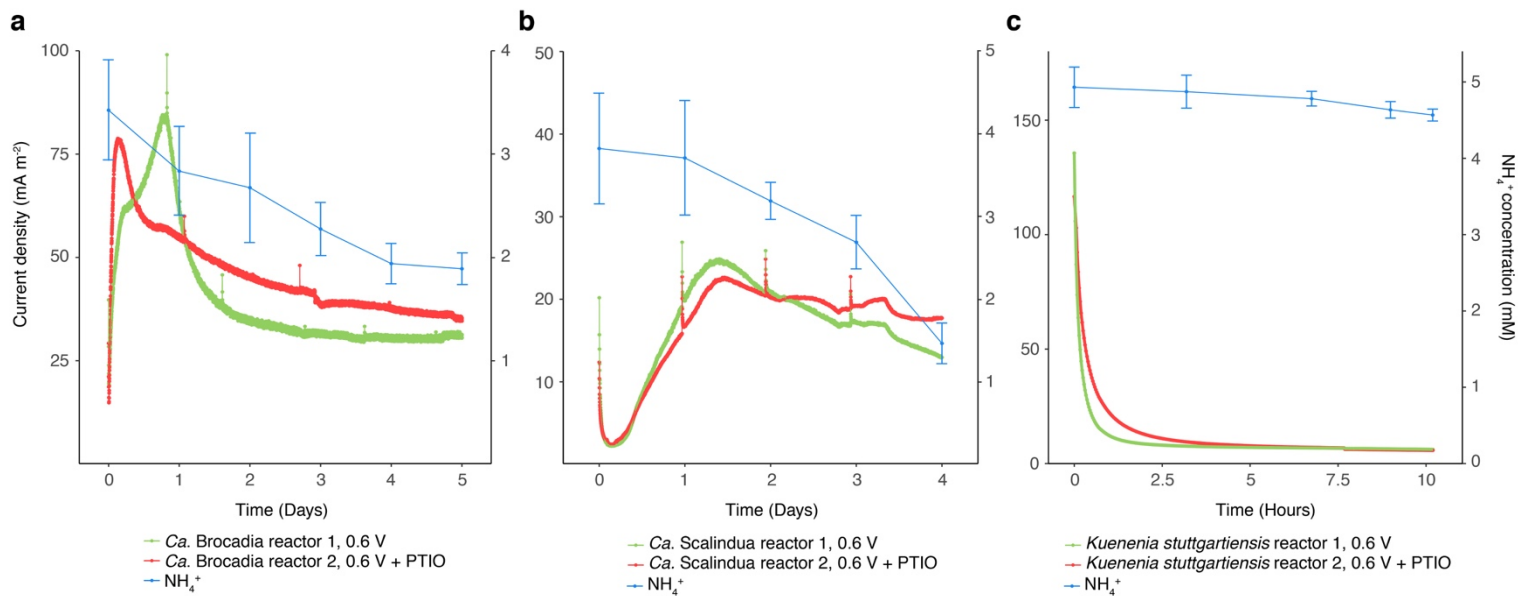 a
100
75
50
25
4
3
2
1
Current density (mA m⁻²)
0 1 2 3 4 5
Time (Days)
Ca. Brocadia reactor 1, 0.6 V
Ca. Brocadia reactor 2, 0.6 V + PTIO
NH₄⁺
b
50
40
30
20
10
5
4
3
2
1
0 1 2 3 4
Time (Days)
Ca. Scalindua reactor 1, 0.6 V
Ca. Scalindua reactor 2, 0.6 V + PTIO
NH₄⁺
c
150
100
50
0
5
4
3
2
1
0
NH₄⁺ concentration (mM)
0 2.5 5 7.5 10
Time (Hours)
Kuenenia stuttgartiensis reactor 1, 0.6 V
Kuenenia stuttgartiensis reactor 2, 0.6 V + PTIO
NH₄⁺